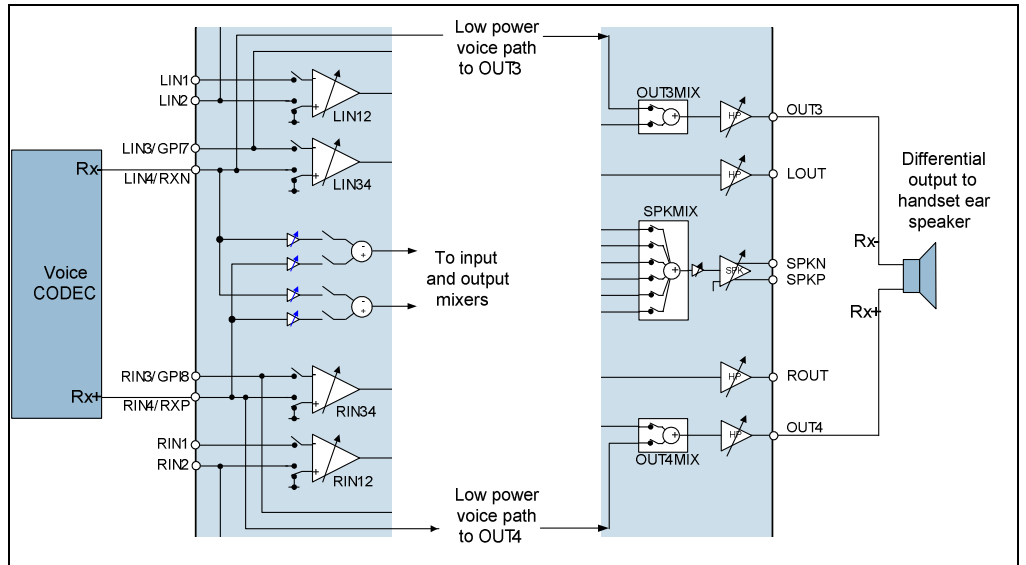 Low power
voice path
to OUT3
LIN1
LIN2
LIN12
LIN3/GPI7
LIN4/RXN
LIN34
Rx-
Voice
CODEC
Rx+
To input
and output
mixers
RIN3/GPI8
RIN4/RXP
RIN34
RIN1
RIN2
RIN12
Low power
voice path
to OUT4
OUT3MIX
HP
OUT3
HP
LOUT
SPKMIX
SPK
SPKN
SPKP
HP
ROUT
OUT4MIX
HP
OUT4
Differential
output to
handset ear
speaker
Rx-
Rx+